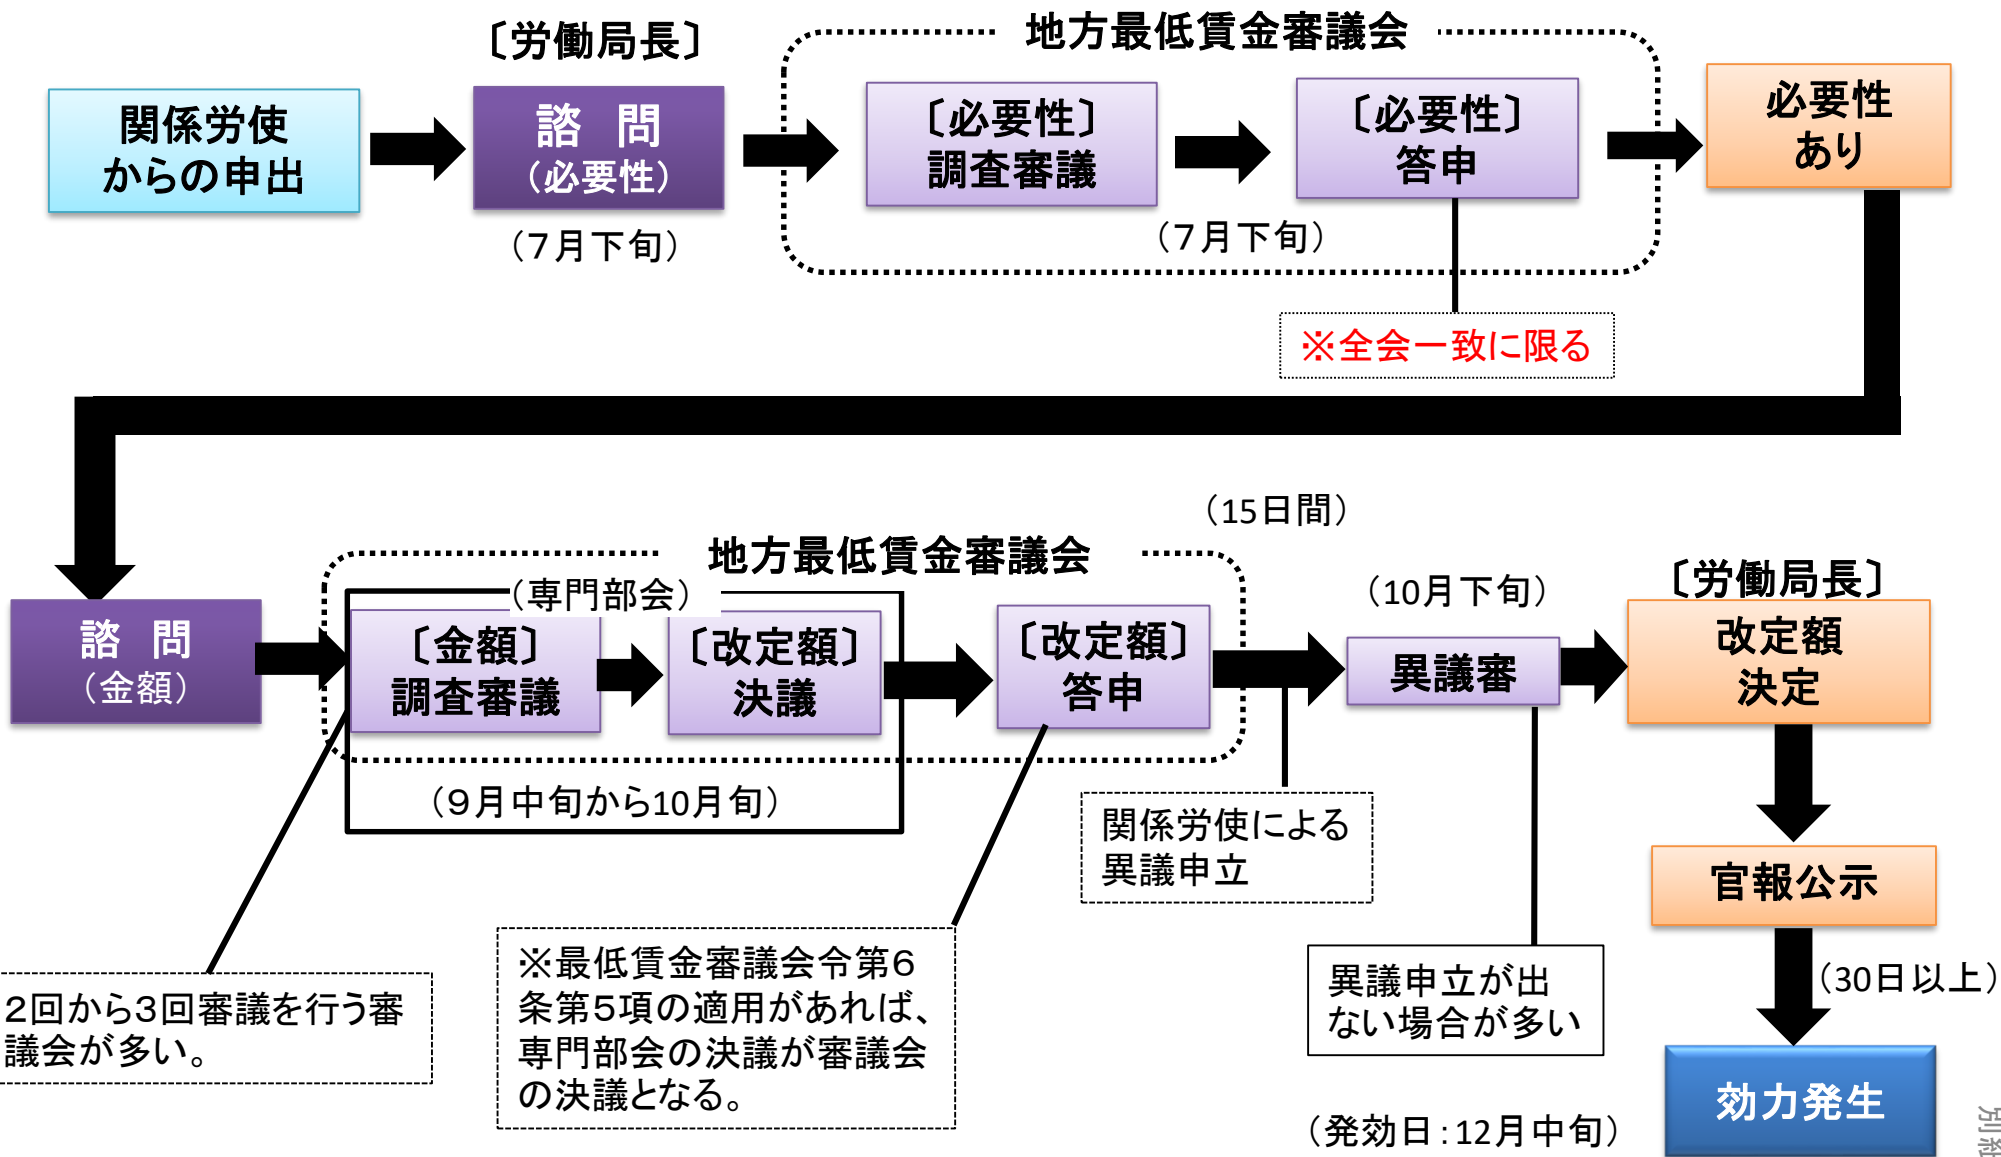 〔労働局長〕
地方最低賃金審議会
関係労使
からの申出
諮　問
（必要性）
〔必要性〕
調査審議
〔必要性〕
答申
必要性
あり
（７月下旬）
（７月下旬）
※全会一致に限る
（15日間）
地方最低賃金審議会
（専門部会）
（10月下旬）
〔労働局長〕
諮　問
（金額）
〔金額〕
調査審議
〔改定額〕
決議
〔改定額〕
答申
異議審
改定額
決定
（９月中旬から10月旬）
関係労使による
異議申立
官報公示
２回から３回審議を行う審
議会が多い。
※最低賃金審議会令第６
条第５項の適用があれば、
専門部会の決議が審議会
の決議となる。
異議申立が出
ない場合が多い
（30日以上）
効力発生
（発効日：12月中旬）